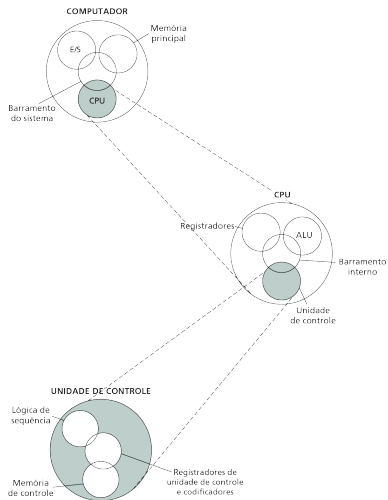 COMPUTADOR
Memória
principal
E/S
CPU
Barramento
do sistema
CPU
Registradores
ALU
Barramento
interno
Unidade
de controle
UNIDADE DE CONTROLE
Lógica de
sequência
Registradores de
unidade de controle
e codificadores
Memória
de controle